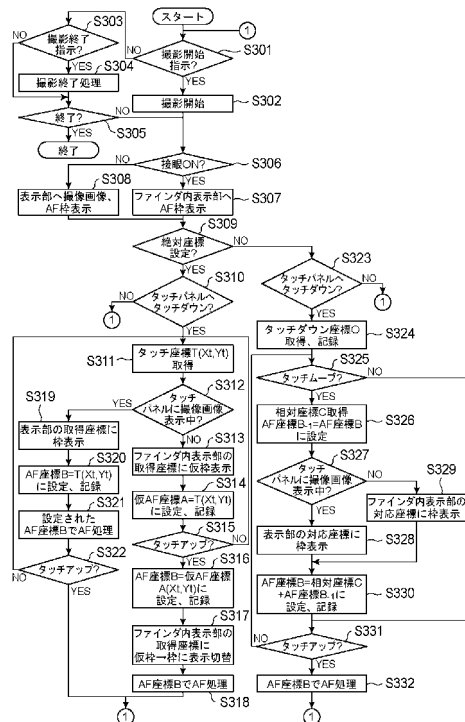 スタート
1
S301
撮影開始
指示?
NO
YES
S302
撮影開始
S303
撮影終了
指示?
NO
YES
S304
撮影終了処理
S305
終了?
NO
YES
終了
S306
接眼ON?
NO
YES
S307
ファインダ内表示部へ
AF枠表示
S308
表示部へ撮像画像、
AF枠表示
S309
絶対座標
設定?
NO
YES
S310
タッチパネルへ
タッチダウン?
NO
1
YES
S311
タッチ座標T(Xt,Yt)
取得
S312
タッチ
パネルに撮像画像
表示中?
YES
NO
S313
ファインダ内表示部の
取得座標に仮枠表示
S314
仮AF座標A=T(Xt,Yt)
に設定、記録
S315
タッチアップ?
NO
YES
S316
AF座標B=仮AF座標
A(Xt,Yt)に
設定、記録
S317
ファインダ内表示部の
取得座標に
仮枠→枠に表示切替
S318
AF座標BでAF処理
1
S319
表示部の取得座標に
枠表示
S320
AF座標B=T(Xt,Yt)
に設定、記録
S321
設定された
AF座標BでAF処理
S322
タッチアップ?
NO
YES
S323
タッチパネルへ
タッチダウン?
NO
1
YES
S324
タッチダウン座標O
取得、記録
S325
タッチムーブ?
NO
YES
S326
相対座標C取得
AF座標B-1=AF座標B
に設定
S327
タッチ
パネルに撮像画像
表示中?
NO
YES
S328
表示部の対応座標に
枠表示
S329
ファインダ内表示部の
対応座標に枠表示
S330
AF座標B=相対座標C
+AF座標B-1に
設定、記録
S331
タッチアップ?
NO
YES
S332
AF座標BでAF処理
1